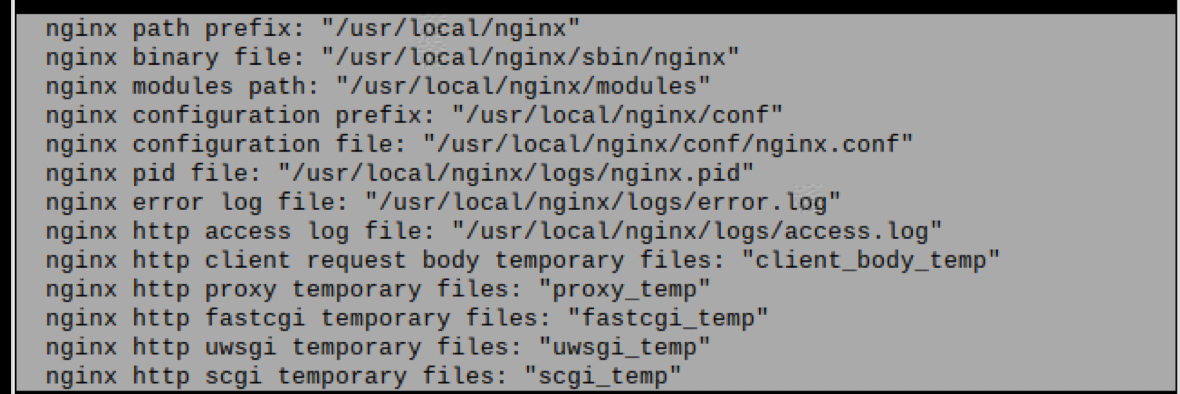 nginx path prefix: "/usr/local/nginx"
nginx binary file: "/usr/local/nginx/sbin/nginx"
nginx modules path: "/usr/local/nginx/modules"
nginx configuration prefix: "/usr/local/nginx/conf"
nginx configuration file: "/usr/local/nginx/conf/nginx.conf"
nginx pid file: "/usr/local/nginx/logs/nginx.pid"
nginx error log file: "/usr/local/nginx/logs/error.log"
nginx http access log file: "/usr/local/nginx/logs/access.log"
nginx http client request body temporary files: "client_body_temp"
nginx http proxy temporary files: "proxy_temp"
nginx http fastcgi temporary files: "fastcgi_temp"
nginx http uwsgi temporary files: "uwsgi_temp"
nginx http scgi temporary files: "scgi_temp"